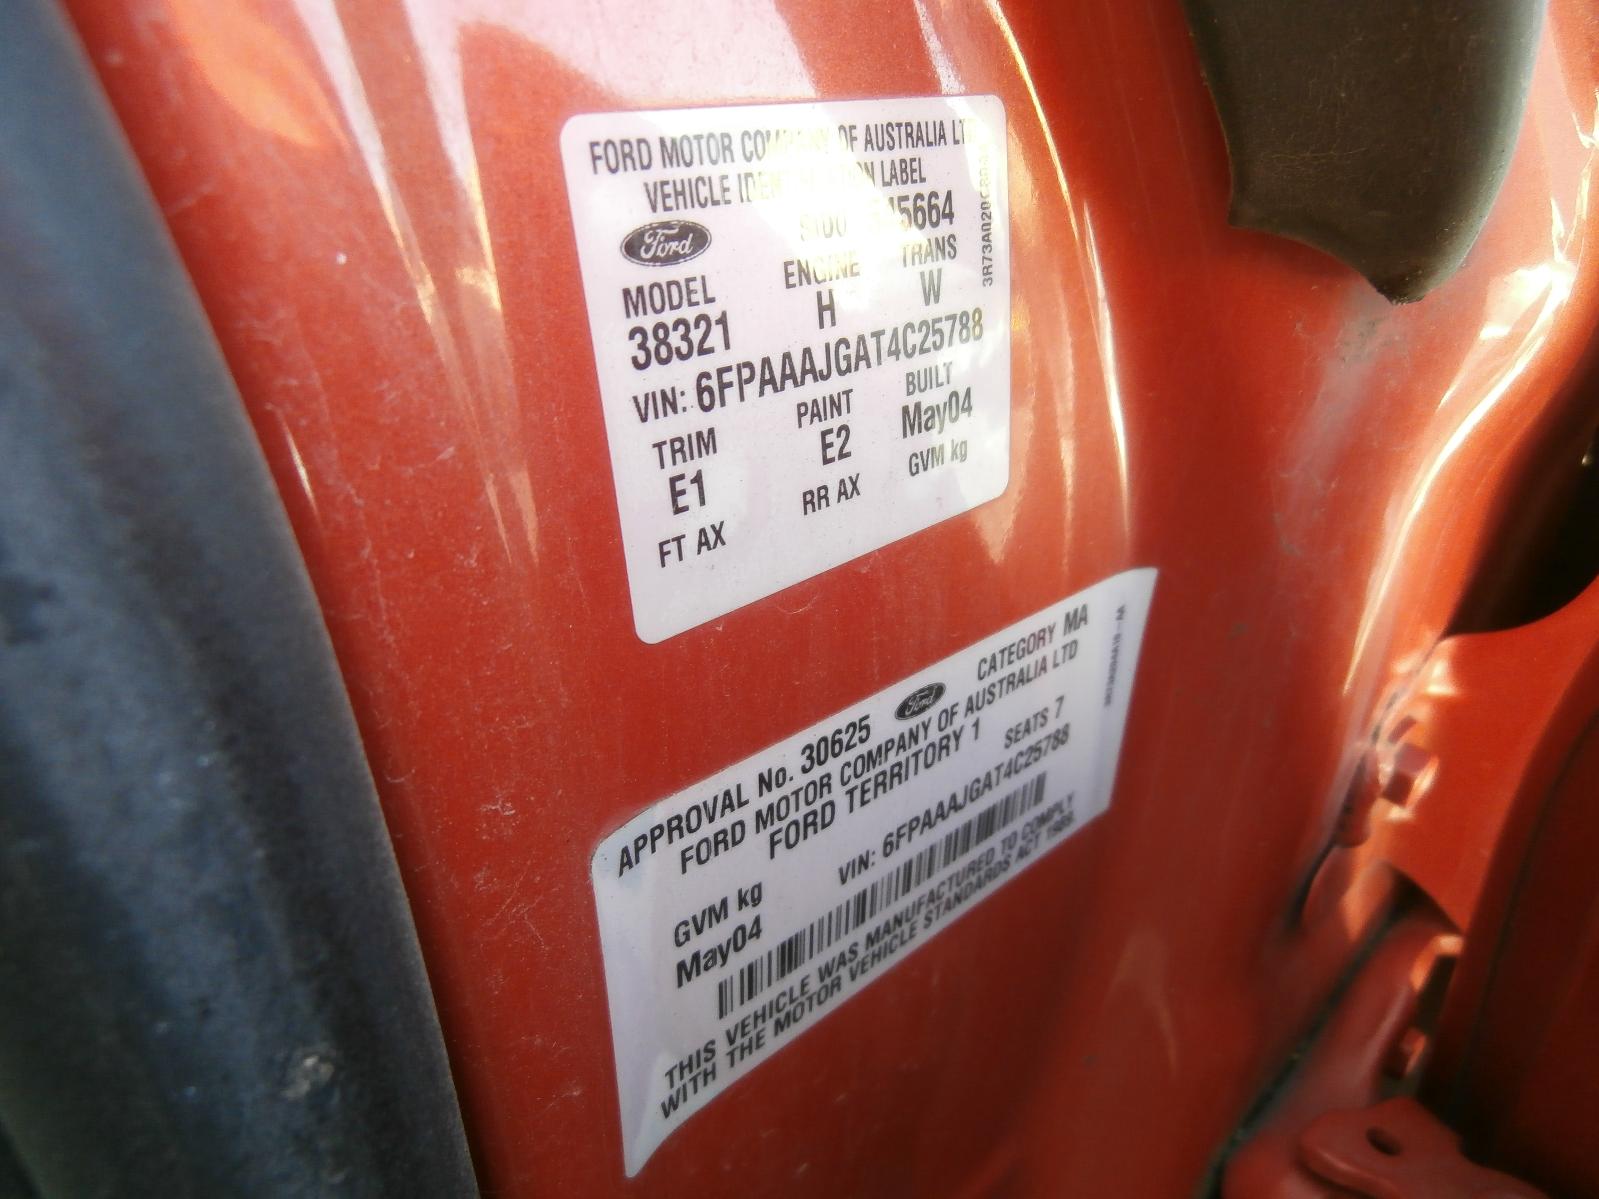 FORD MOTOR COMPANY OF AUSTRALIA LTD
VEHICLE IDENTIFICATION LABEL
Ford
MODEL ENGINE TRANS
38321 H W
VIN: 6FPAAAJGAT4C25788
TRIM PAINT BUILT
E1 E2 May04
FT AX RR AX GVM kg
APPROVAL No. 30625 Ford CATEGORY MA
FORD MOTOR COMPANY OF AUSTRALIA LTD
FORD TERRITORY 1 SEATS 7
GVM kg VIN: 6FPAAAJGAT4C25788
May04
THIS VEHICLE WAS MANUFACTURED TO COMPLY
WITH THE MOTOR VEHICLE STANDARDS ACT 1989.